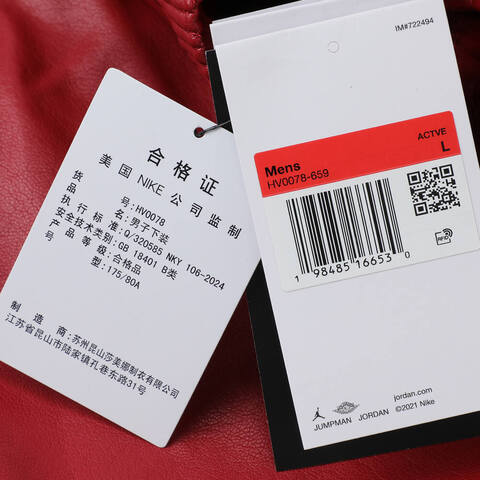 合格证
美国 NIKE 公司监制
货 号: HV0078
品 名: 男子下装
执行标准: Q/320585 NKY 106-2024
安全技术类别: GB 18401 B类
产品等级: 合格品
号 型: 175/80A
制造商: 苏州昆山莎美娜制衣有限公司
江苏省昆山市陆家镇孔巷东路31号
IM#722494
ACTVE
Mens L
HV0078-659
1 98485 16653 0
RFID
jordan.com
©2021 Nike
JUMPMAN JORDAN